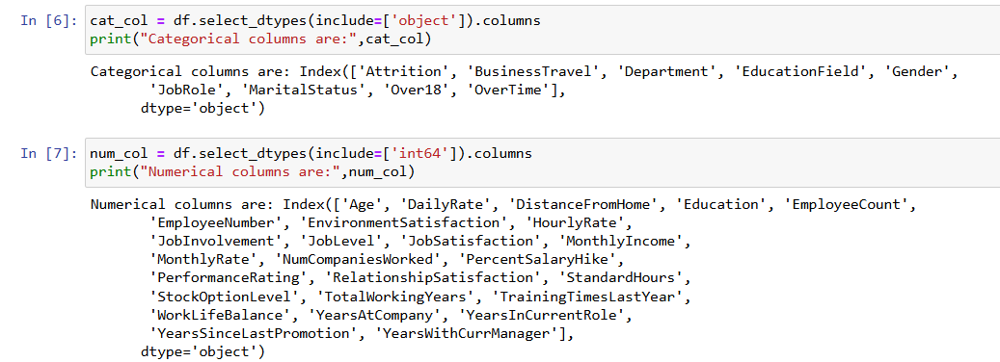 In [6]: cat_col = df.select_dtypes(include=['object']).columns
print("Categorical columns are:",cat_col)
Categorical columns are: Index(['Attrition', 'BusinessTravel', 'Department', 'EducationField', 'Gender',
'JobRole', 'MaritalStatus', 'Over18', 'OverTime'],
dtype='object')
In [7]: num_col = df.select_dtypes(include=['int64']).columns
print("Numerical columns are:",num_col)
Numerical columns are: Index(['Age', 'DailyRate', 'DistanceFromHome', 'Education', 'EmployeeCount',
'EmployeeNumber', 'EnvironmentSatisfaction', 'HourlyRate',
'JobInvolvement', 'JobLevel', 'JobSatisfaction', 'MonthlyIncome',
'MonthlyRate', 'NumCompaniesWorked', 'PercentSalaryHike',
'PerformanceRating', 'RelationshipSatisfaction', 'StandardHours',
'StockOptionLevel', 'TotalWorkingYears', 'TrainingTimesLastYear',
'WorkLifeBalance', 'YearsAtCompany', 'YearsInCurrentRole',
'YearsSinceLastPromotion', 'YearsWithCurrManager'],
dtype='object')